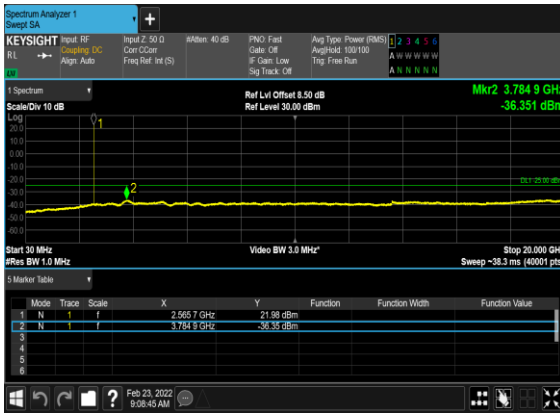 Spectrum Analyzer 1
Swept SA
+
KEYSIGHT Input: RF Input Z: 50 Ω #Atten: 40 dB PNO: Fast Avg Type: Power (RMS) 1 2 3 4 5 6
RL Coupling: DC Corr CCorr Gate: Off Avg|Hold: 100/100 A W W W W W
Align: Auto Freq Ref: Int (S) IF Gain: Low Trig: Free Run
Sig Track: Off A N N N N N
1 Spectrum Ref Lvl Offset 8.50 dB Mkr2 3.784 9 GHz
Scale/Div 10 dB Ref Level 30.00 dBm -36.351 dBm
Log
20.0
10.0
0.00
-10.0
-20.0
DL1 -25.00 dBm
-30.0
-40.0
-50.0
-60.0
1
2
Start 30 MHz Video BW 3.0 MHz* Stop 20.000 GHz
#Res BW 1.0 MHz Sweep ~38.3 ms (40001 pts)
5 Marker Table
Mode Trace Scale X Y Function Function Width Function Value
1 N 1 f 2.565 7 GHz 21.98 dBm
2 N 1 f 3.784 9 GHz -36.35 dBm
3
4
5
6
? Feb 23, 2022
9:08:45 AM